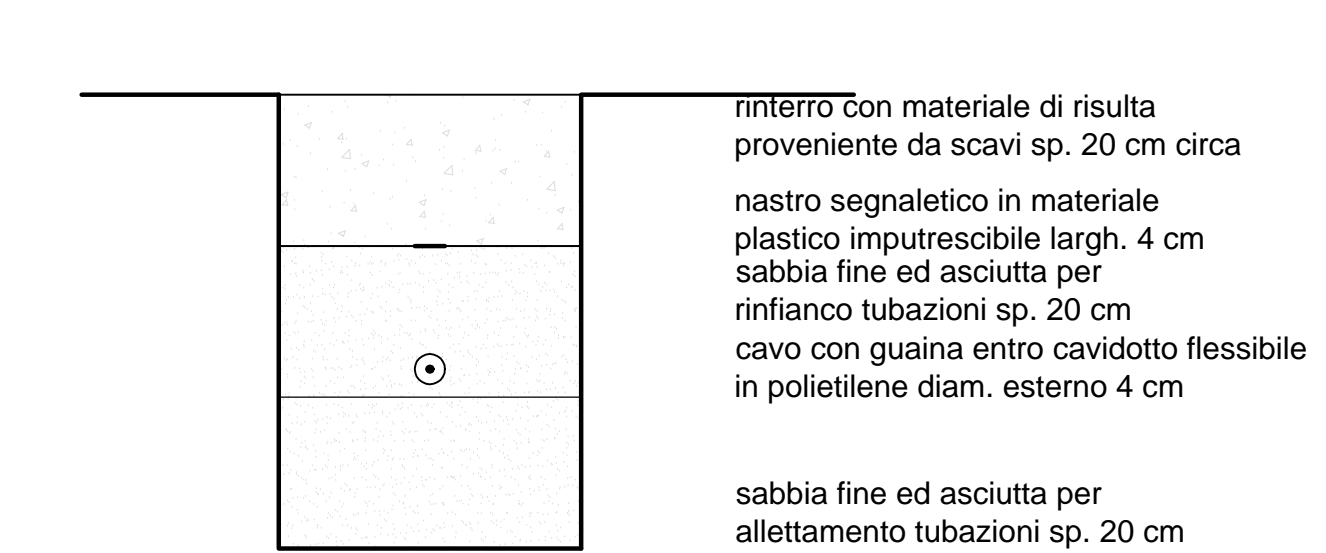 rinterro con materiale di risulta
proveniente da scavi sp. 20 cm circa
nastro segnaletico in materiale
plastico imputrescibile largh. 4 cm
sabbia fine ed asciutta per
rinfianco tubazioni sp. 20 cm
cavo con guaina entro cavidotto flessibile
in polietilene diam. esterno 4 cm
sabbia fine ed asciutta per
allettamento tubazioni sp. 20 cm